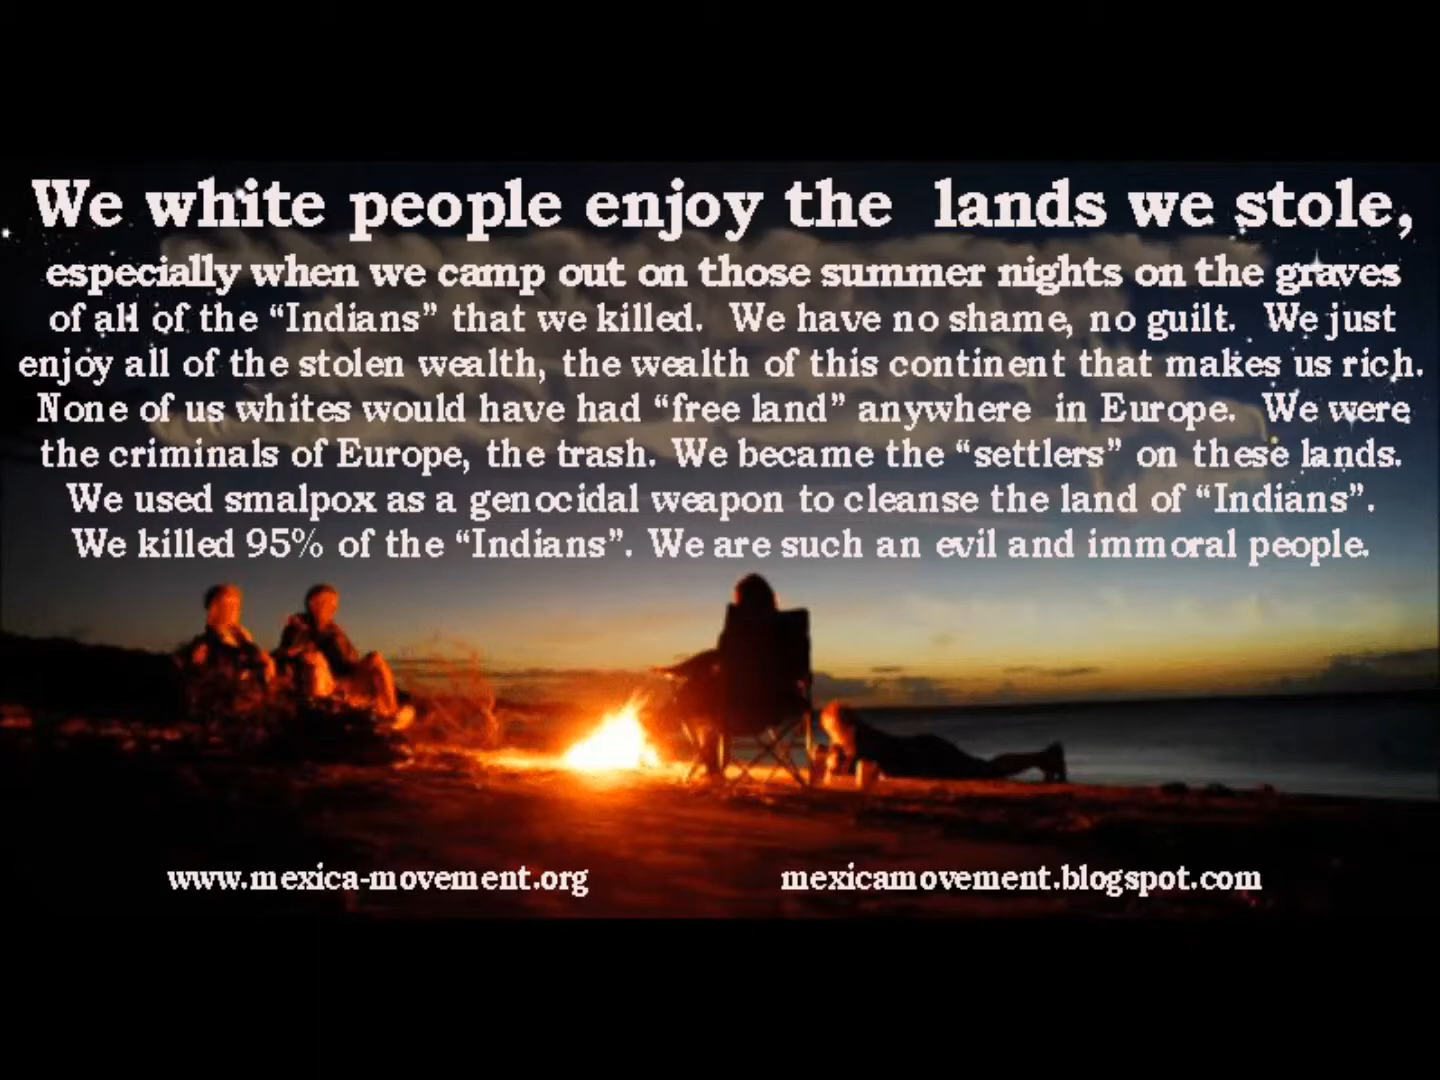 We white people enjoy the lands we stole,
especially when we camp out on those summer nights on the graves
of all of the “Indians” that we killed. We have no shame, no guilt. We just
enjoy all of the stolen wealth, the wealth of this continent that makes us rich.
None of us whites would have had “free land” anywhere in Europe. We were
the criminals of Europe, the trash. We became the “settlers” on these lands.
We used smalpox as a genocidal weapon to cleanse the land of “Indians”.
We killed 95% of the “Indians”. We are such an evil and immoral people.
www.mexica-movement.org
mexicamovement.blogspot.com